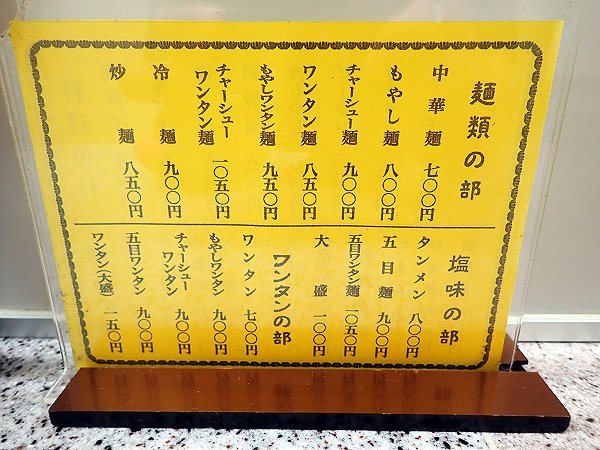 麺類の部
中華麺 七〇〇円
もやし麺 八〇〇円
チャーシュー麺 九〇〇円
ワンタン麺 八五〇円
もやしワンタン麺 九五〇円
チャーシューワンタン麺 一〇五〇円
冷麺 九〇〇円
炒麺 八五〇円
塩味の部
タンメン 八〇〇円
五目麺 九〇〇円
五目ワンタン麺 一〇五〇円
大盛 一〇〇円
ワンタンの部
ワンタン 七〇〇円
もやしワンタン 九〇〇円
チャーシューワンタン 九〇〇円
五目ワンタン 九〇〇円
ワンタン(大盛) 一五〇円